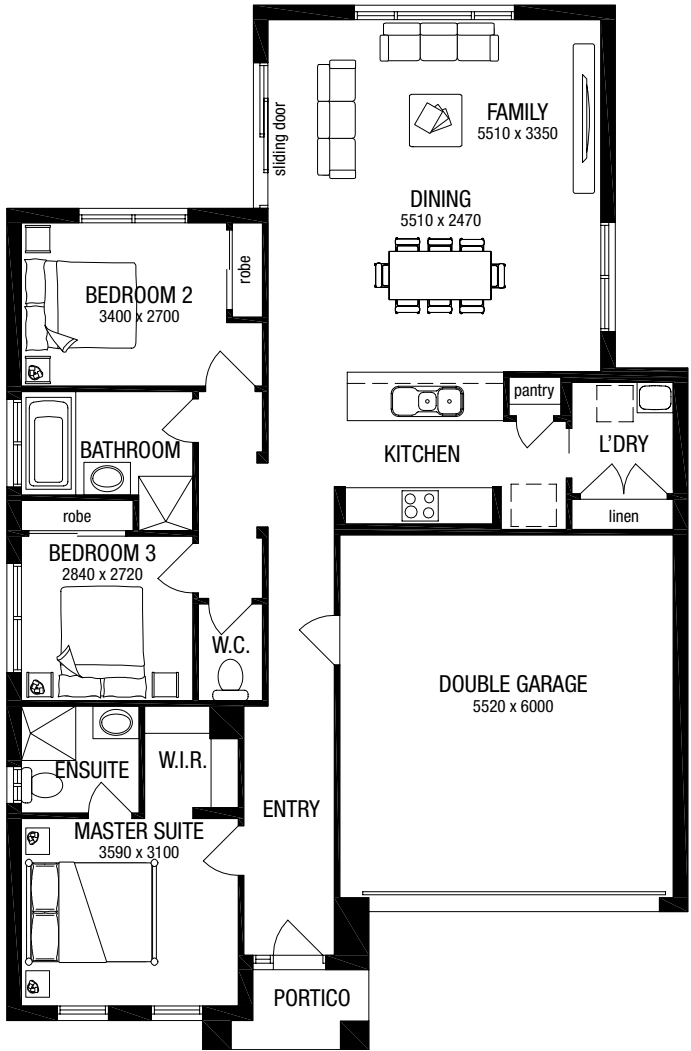 FAMILY
5510 x 3350
sliding door
DINING
5510 x 2470
robe
BEDROOM 2
3400 x 2700
pantry
BATHROOM
KITCHEN
L'DRY
robe
linen
BEDROOM 3
2840 x 2720
W.C.
DOUBLE GARAGE
5520 x 6000
W.I.R.
ENSUITE
ENTRY
MASTER SUITE
3590 x 3100
PORTICO